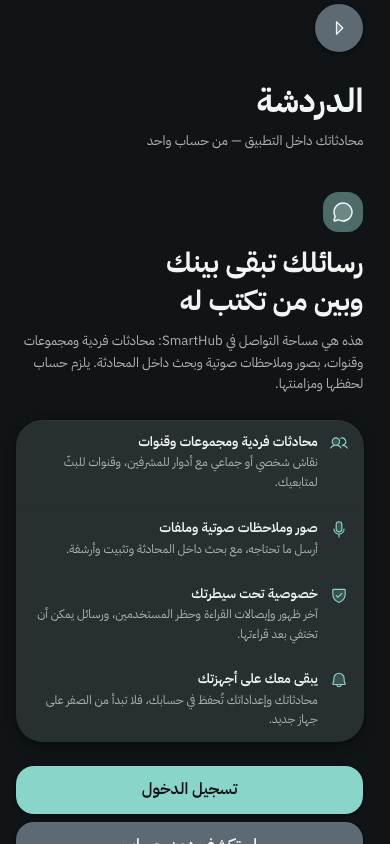 الدردشة
محادثاتك داخل التطبيق — من حساب واحد
رسائلك تبقى بينك
وبين من تكتب له
هذه هي مساحة التواصل في SmartHub: محادثات فردية ومجموعات
وقنوات، بصور وملاحظات صوتية وبحث داخل المحادثة. يلزم حساب
لحفظها ومزامنتها.
محادثات فردية ومجموعات وقنوات
نقاش شخصي أو جماعي مع أدوار للمشرفين، وقنوات للبثّ
لمتابعيك.
صور وملاحظات صوتية وملفات
أرسل ما تحتاجه، مع بحث داخل المحادثة وتثبيت وأرشفة.
خصوصية تحت سيطرتك
آخر ظهور وإيصالات القراءة وحظر المستخدمين، ورسائل يمكن أن
تختفي بعد قراءتها.
يبقى معك على أجهزتك
محادثاتك وإعداداتك تُحفظ في حسابك، فلا تبدأ من الصفر على
جهاز جديد.
تسجيل الدخول